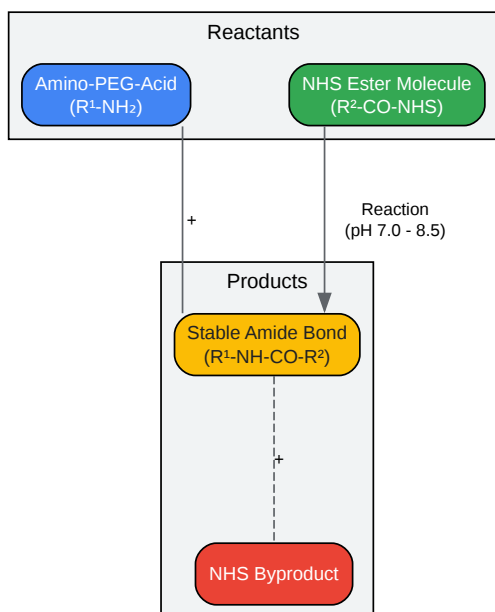 Reactants
Amino-PEG-Acid
(R¹-NH₂)
NHS Ester Molecule
(R²-CO-NHS)
+
Reaction
(pH 7.0 - 8.5)
Products
Stable Amide Bond
(R¹-NH-CO-R²)
+
NHS Byproduct